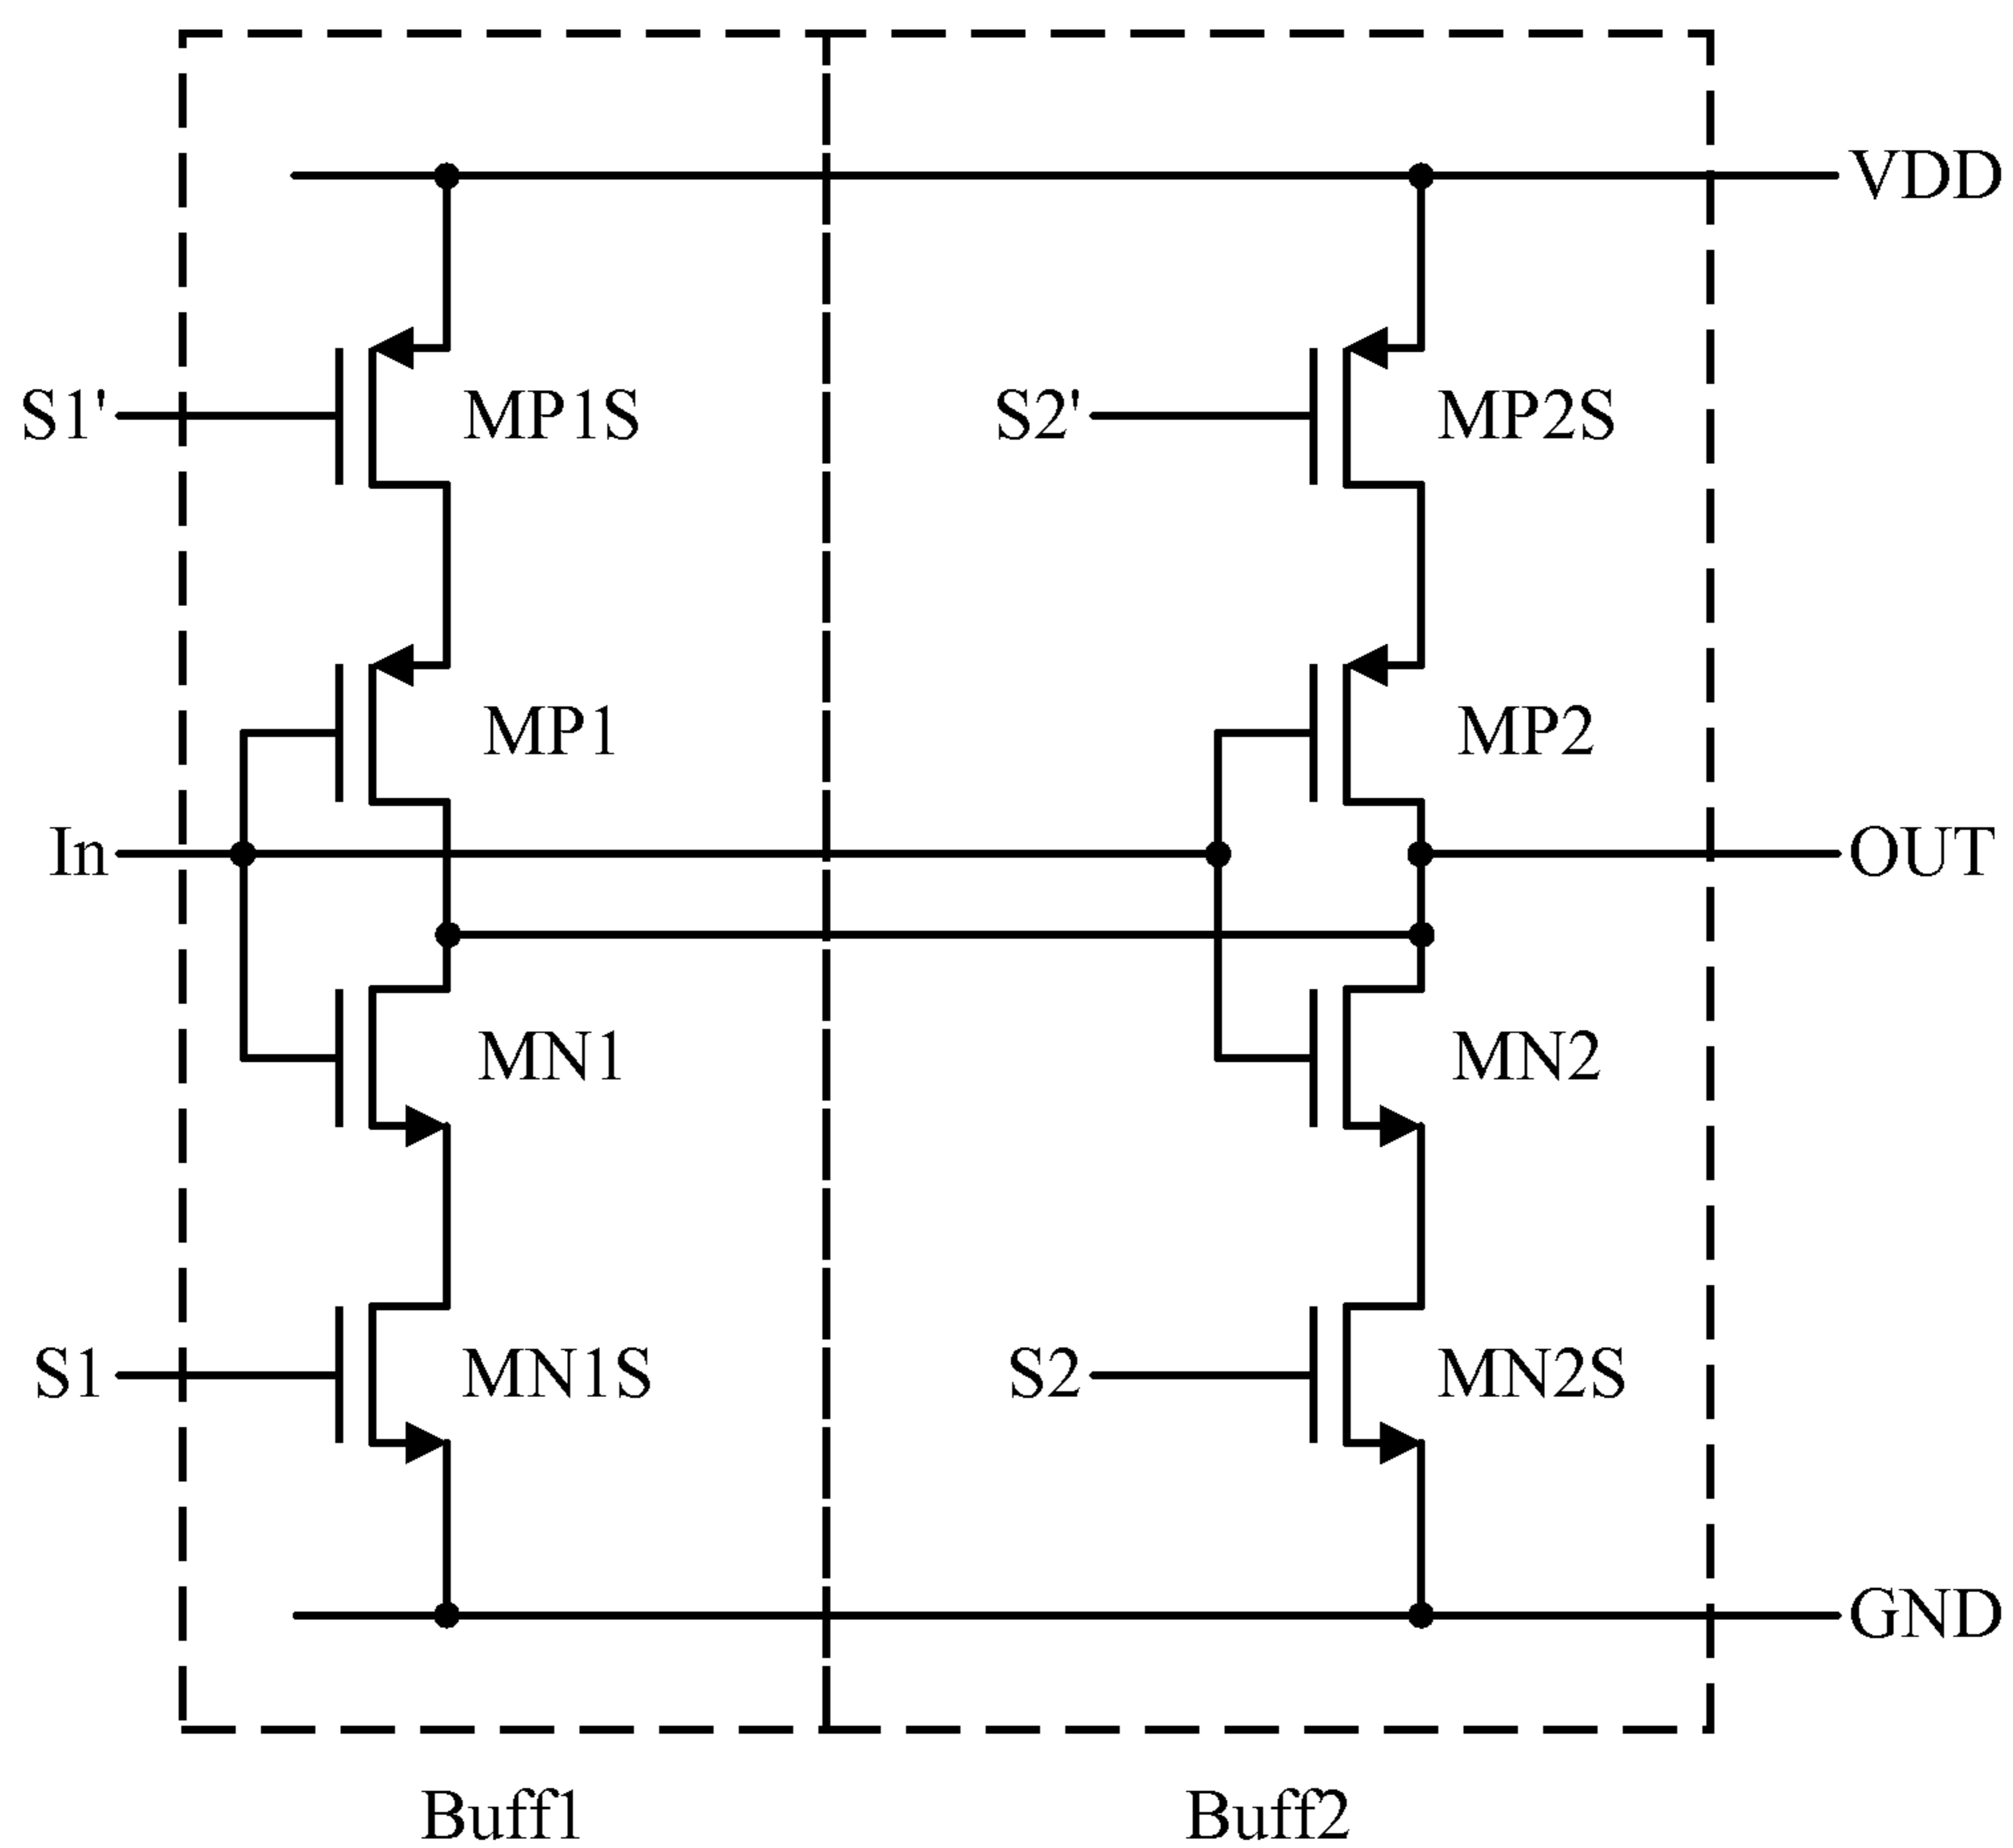 VDD
S1'
MP1S
S2'
MP2S
MP1
MP2
In
OUT
MN1
MN2
S1
MN1S
S2
MN2S
GND
Buff1
Buff2